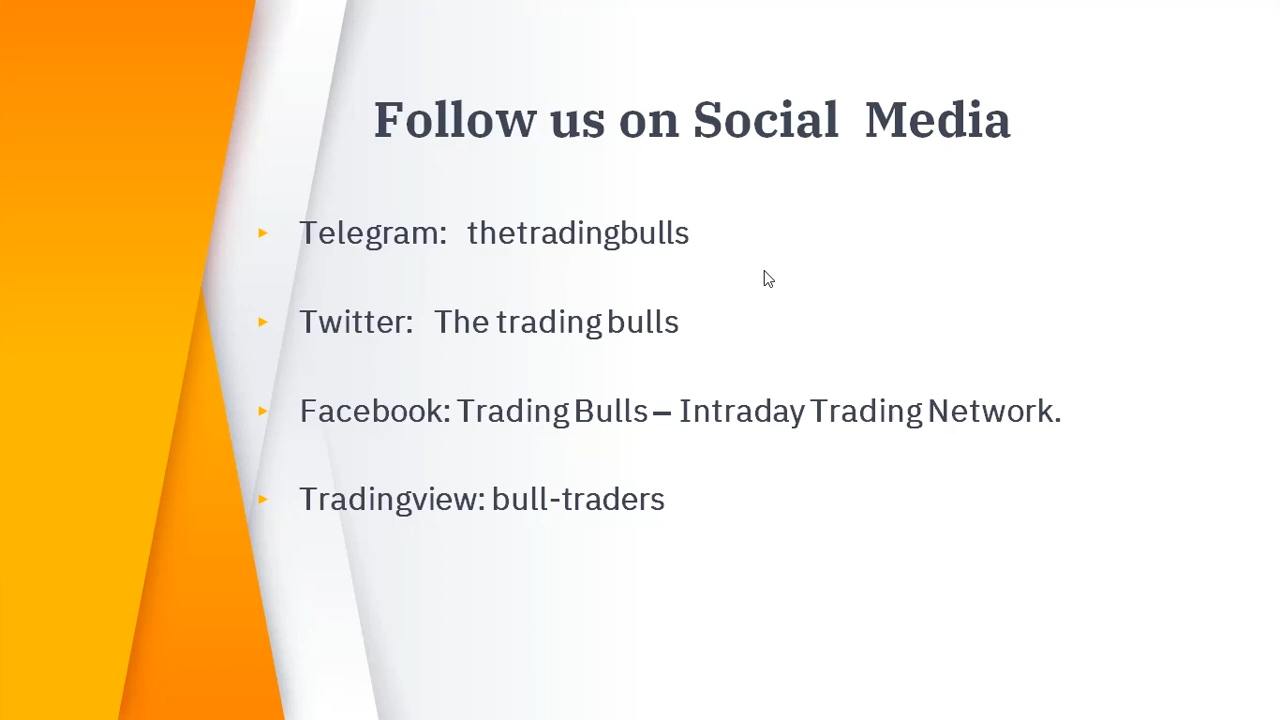 Follow us on Social Media
Telegram: thetradingbulls
Twitter: The trading bulls
Facebook: Trading Bulls – Intraday Trading Network.
Tradingview: bull-traders